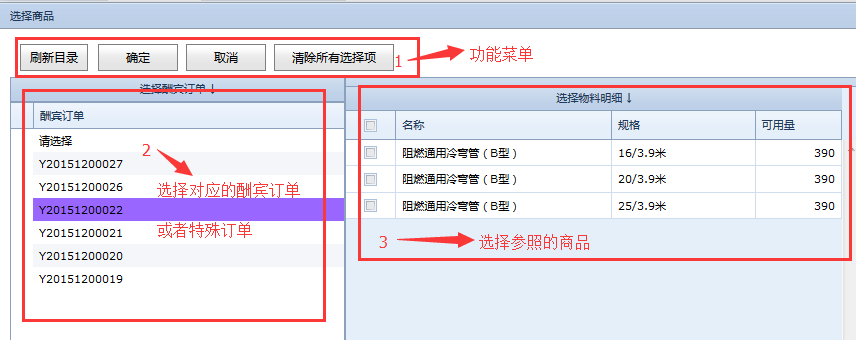 选择商品
刷新目录 确定 取消 清除所有选择项 1 功能菜单
选择酬宾订单↓
酬宾订单
请选择
Y20151200027
Y20151200026
Y20151200022
Y20151200021
Y20151200020
Y20151200019
2
选择对应的酬宾订单
或者特殊订单
选择物料明细↓
名称 规格 可用量
阻燃通用冷弯管（B型） 16/3.9米 390
阻燃通用冷弯管（B型） 20/3.9米 390
阻燃通用冷弯管（B型） 25/3.9米 390
3 选择参照的商品